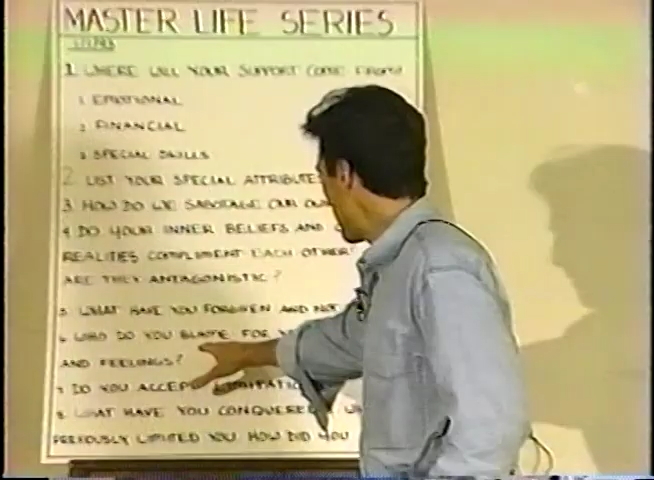 MASTER LIFE SERIES
1. WHERE WILL YOUR SUPPORT COME FROM?
1 EMOTIONAL
2 FINANCIAL
3 SPECIAL SKILLS
2 LIST YOUR SPECIAL ATTRIBUTES
3. HOW DO WE SABOTAGE OUR OWN
4 DO YOUR INNER BELIEFS AND
REALITIES COMPLIMENT EACH OTHER?
ARE THEY ANTAGONISTIC?
5 WHAT HAVE YOU FORGIVEN AND NOT
6 WHO DO YOU BLAME FOR
AND FEELINGS?
7 DO YOU ACCEPT
8 WHAT HAVE YOU CONQUERED
PREVIOUSLY LIMITED YOU HOW DID YOU